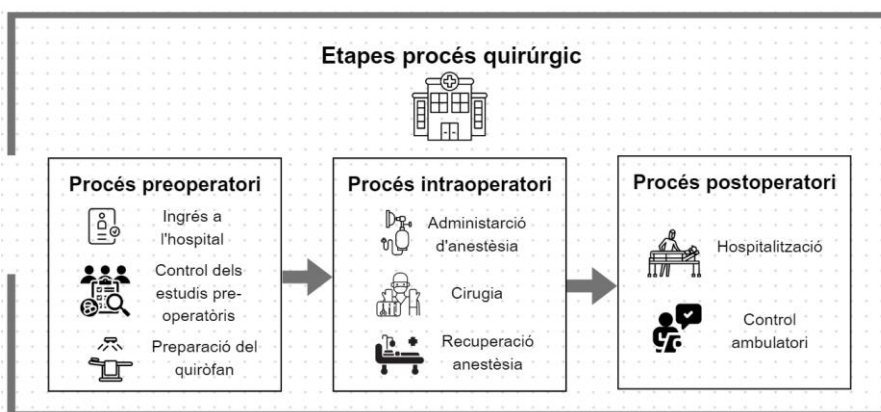 Etapes procés quirúrgic
Procés preoperatori
Ingrés a
l'hospital
Control dels
estudis pre-
operatòris
Preparació del
quiròfan
Procés intraoperatori
Administarció
d'anestèsia
Cirugia
Recuperació
anestèsia
Procés postoperatori
Hospitalització
Control
ambulatori